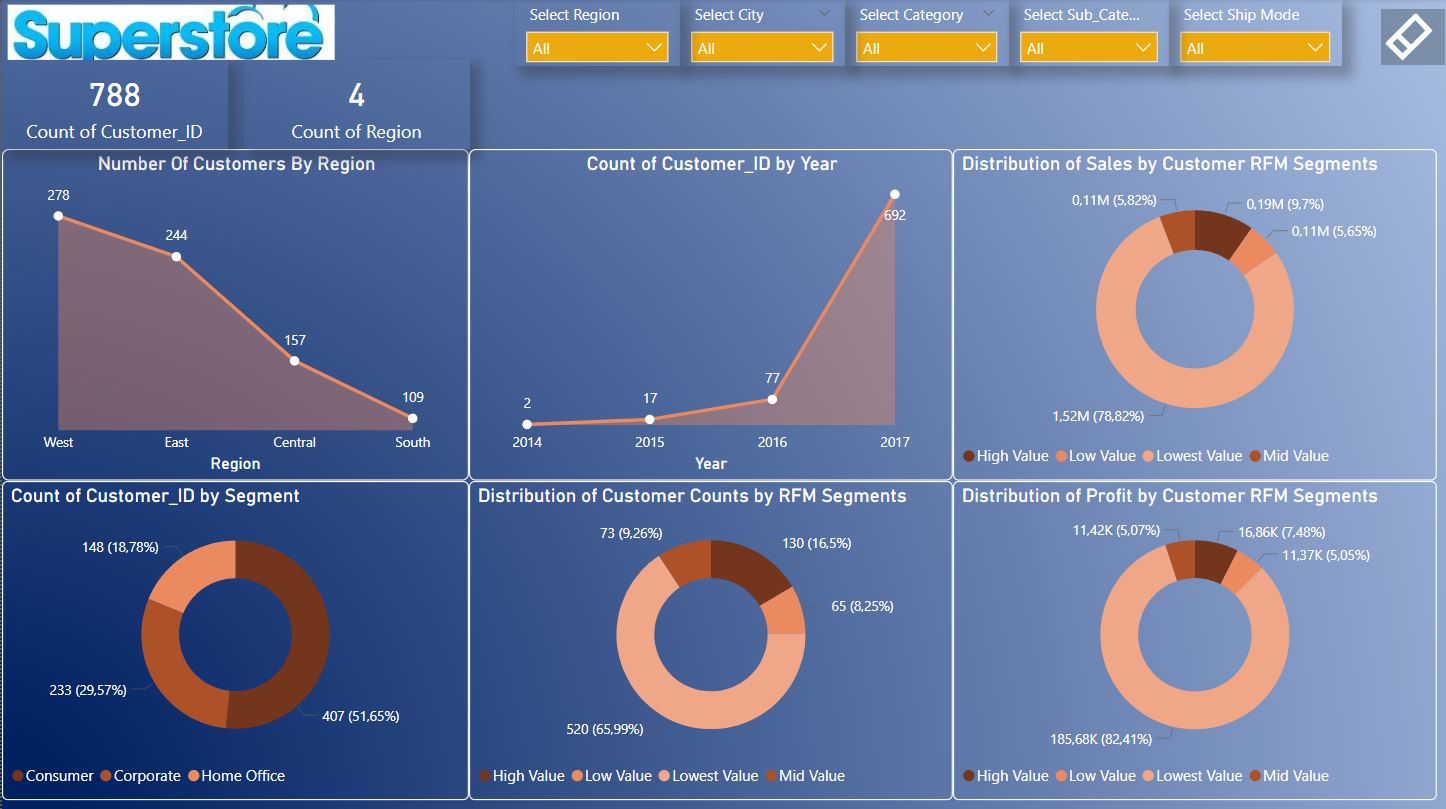 Superstore
Select Region
All
Select City
All
Select Category
All
Select Sub_Cate...
All
Select Ship Mode
All
788
Count of Customer_ID
4
Count of Region
Number Of Customers By Region
278
244
157
109
West East Central South
Region
Count of Customer_ID by Year
2
17
77
692
2014 2015 2016 2017
Year
Distribution of Sales by Customer RFM Segments
0,11M (5,82%)
0,19M (9,7%)
0,11M (5,65%)
1,52M (78,82%)
High Value Low Value Lowest Value Mid Value
Count of Customer_ID by Segment
148 (18,78%)
233 (29,57%)
407 (51,65%)
Consumer Corporate Home Office
Distribution of Customer Counts by RFM Segments
73 (9,26%)
130 (16,5%)
65 (8,25%)
520 (65,99%)
High Value Low Value Lowest Value Mid Value
Distribution of Profit by Customer RFM Segments
11,42K (5,07%)
16,86K (7,48%)
11,37K (5,05%)
185,68K (82,41%)
High Value Low Value Lowest Value Mid Value